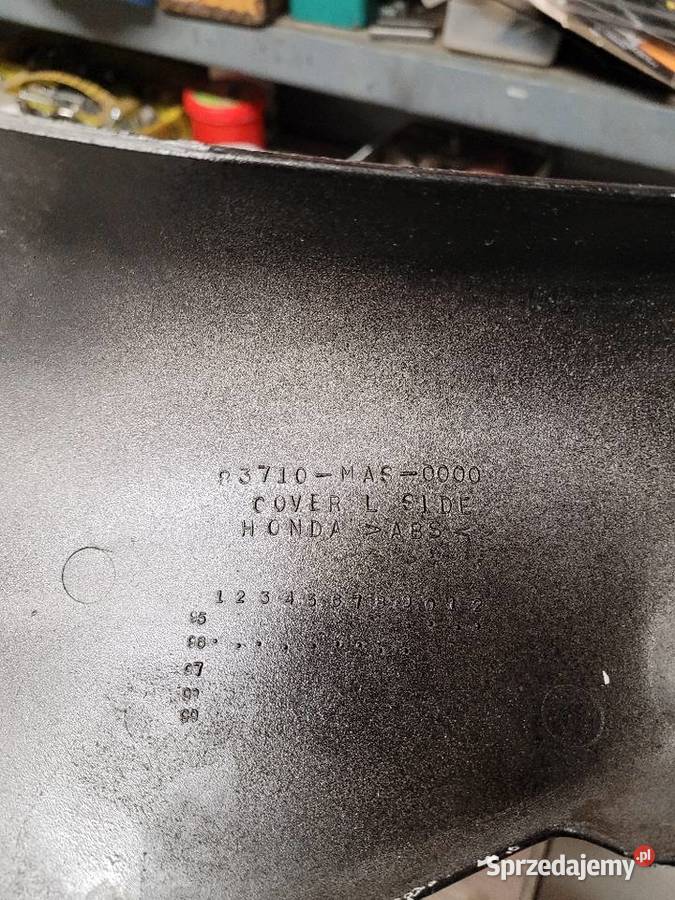 83710-MAS-0000
COVER L SIDE
HONDA >ABS<
1 2 3 4 5 6 7 8 9 0 1 2
95
96
97
98
99
Sprzedajemy.pl